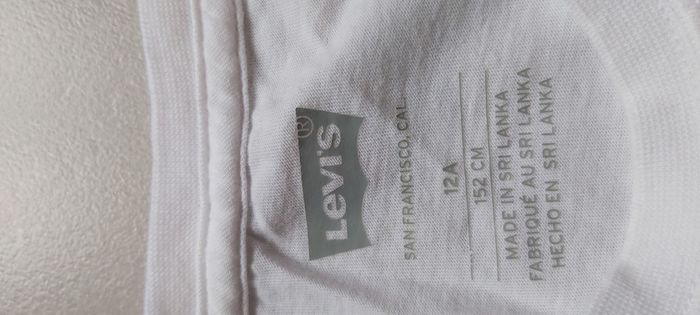 Levi's®
SAN FRANCISCO, CAL
12A
152 CM
MADE IN SRI LANKA
FABRIQUÉ AU SRI LANKA
HECHO EN SRI LANKA